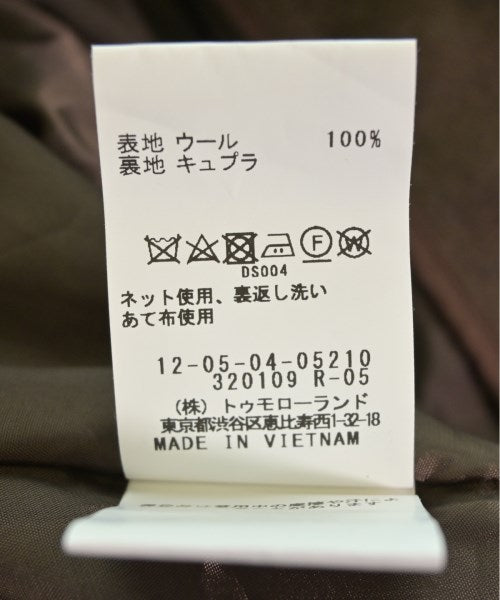 表地 ウール 100%
裏地 キュプラ
F W
DS004
ネット使用、裏返し洗い
あて布使用
12-05-04-05210
320109 R-05
(株) トゥモローランド
東京都渋谷区恵比寿西1-32-18
MADE IN VIETNAM